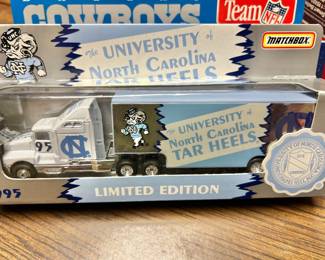 COWBOYS
Team NFL
MATCHBOX
The UNIVERSITY
of North Carolina
TAR HEELS
95
NC
The UNIVERSITY
of North Carolina
TAR HEELS
1995
LIMITED EDITION